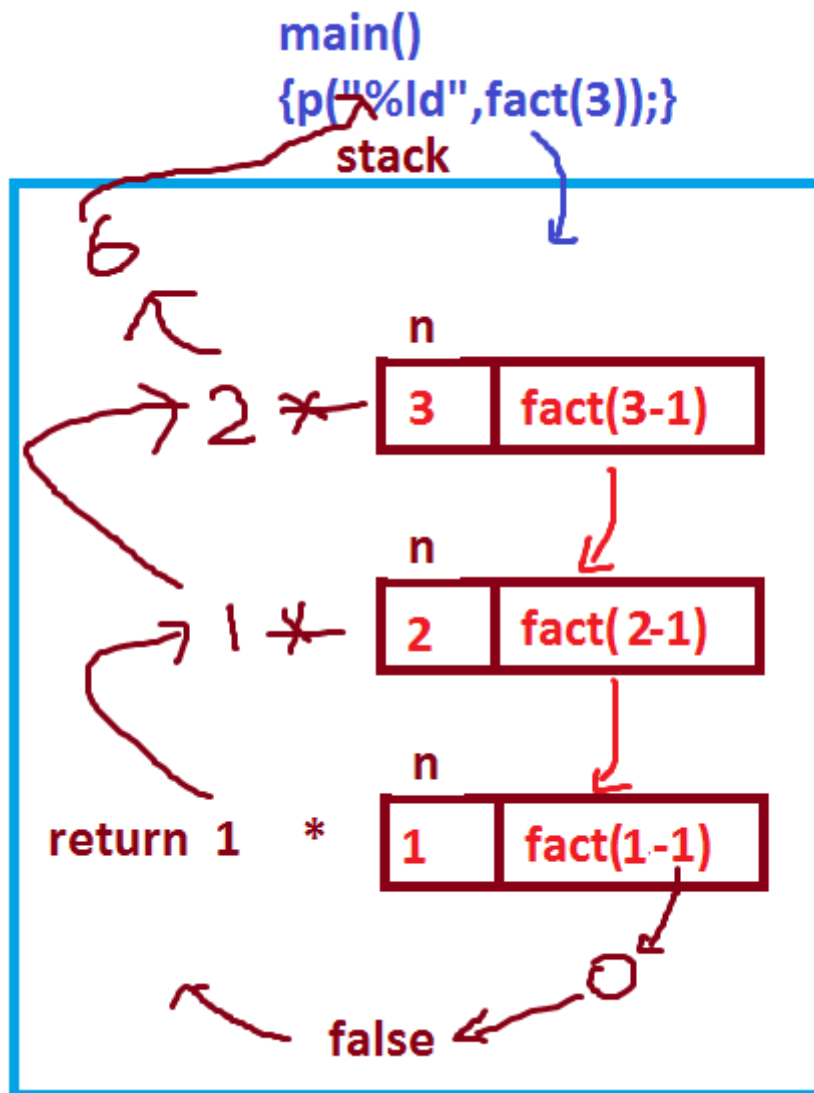 main()
{p("%ld",fact(3));}
stack
6
n
2 * 3 fact(3-1)
n
1 * 2 fact(2-1)
n
return 1 * 1 fact(1-1)
0
false